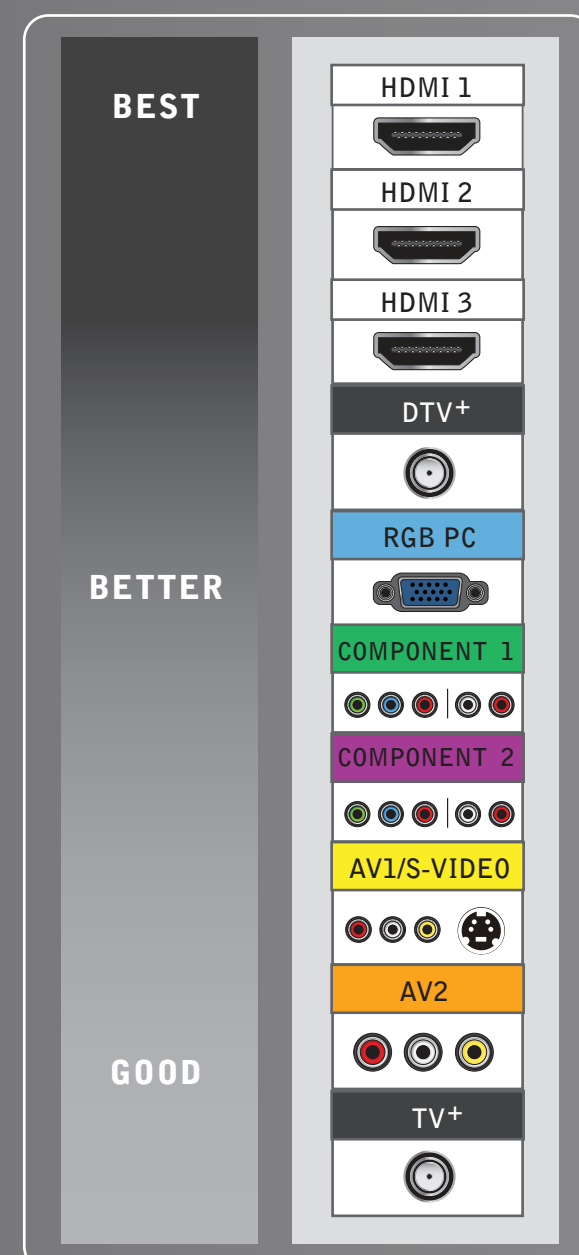 BEST
HDMI 1
HDMI 2
HDMI 3
DTV+
RGB PC
BETTER
COMPONENT 1
COMPONENT 2
AV1/S-VIDEO
AV2
GOOD
TV+